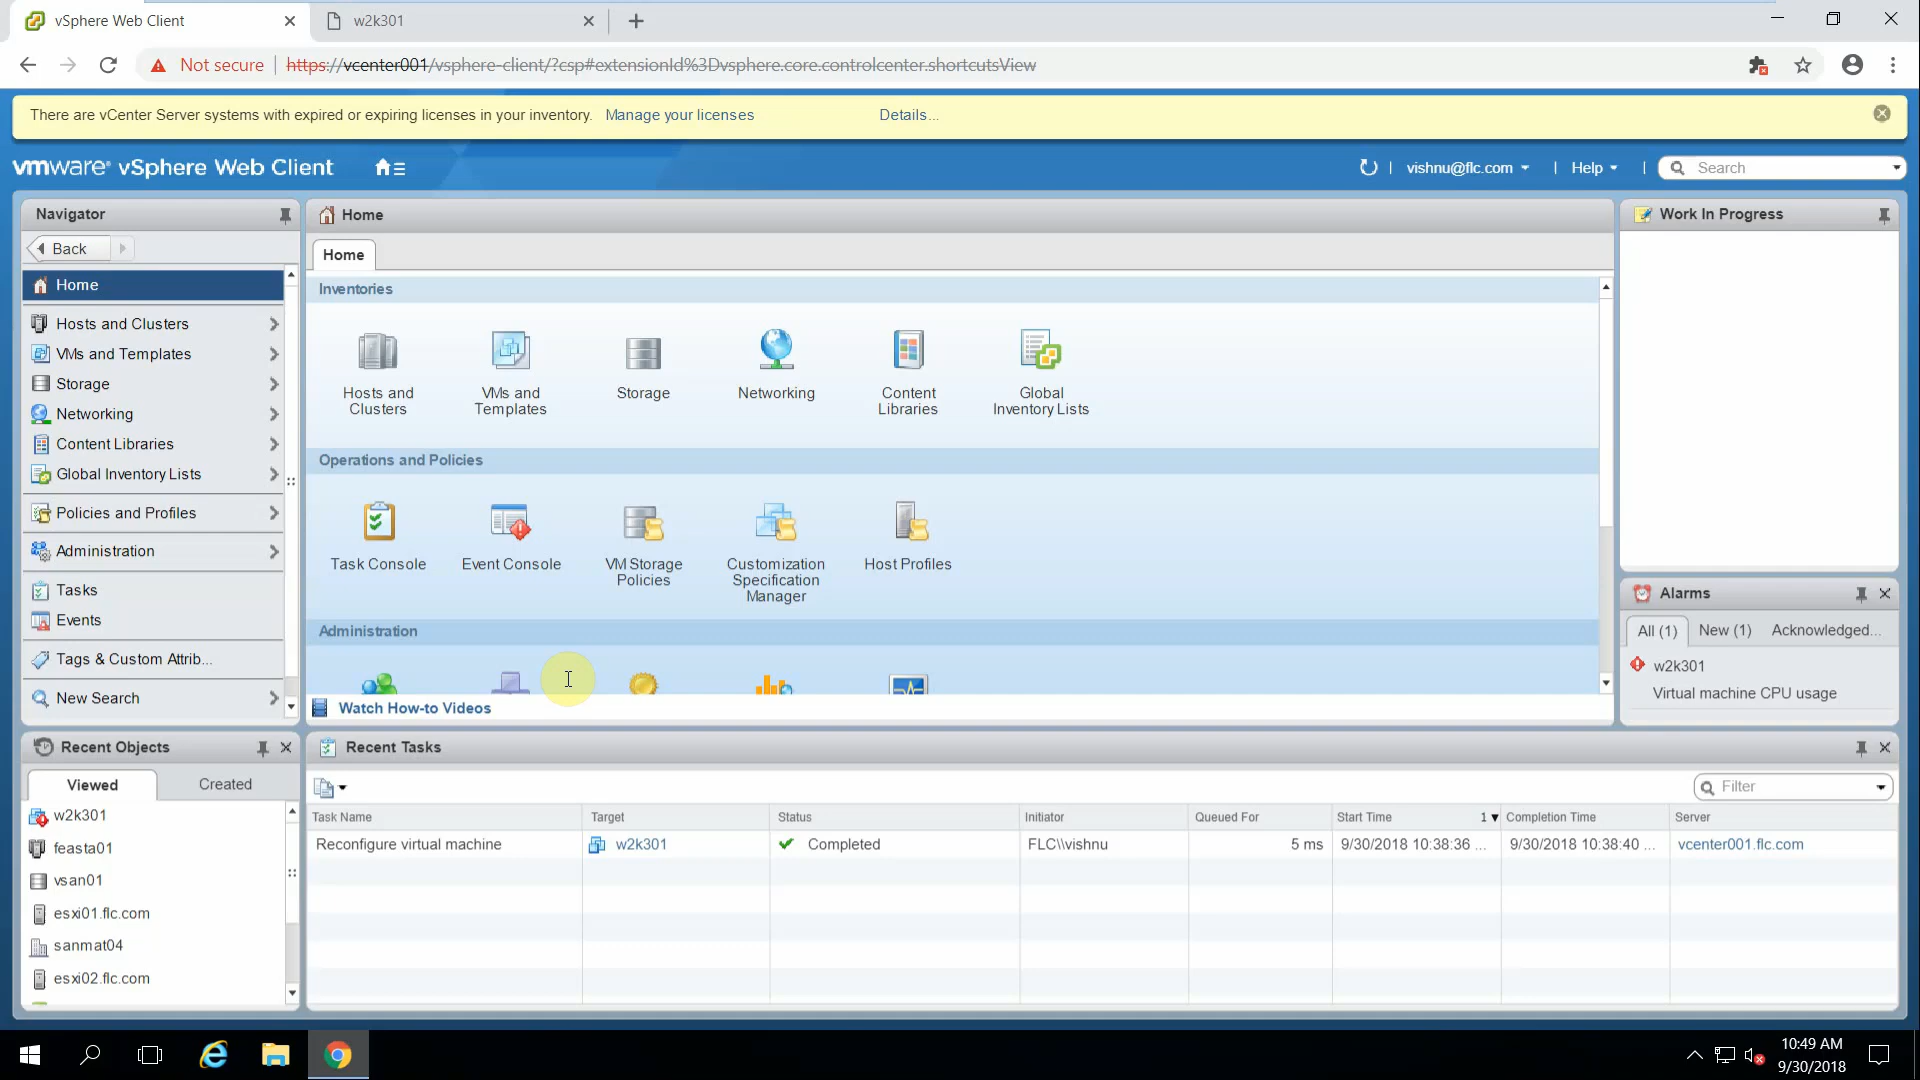 vSphere Web Client
w2k301
Not secure
https://vcenter001/vsphere-client/?csp#extensionId%3Dvsphere.core.controlcenter.shortcutsView
There are vCenter Server systems with expired or expiring licenses in your inventory. Manage your licenses Details...
vmware® vSphere Web Client
vishnu@flc.com
Help
Search
Navigator
Back
Home
Hosts and Clusters
VMs and Templates
Storage
Networking
Content Libraries
Global Inventory Lists
Policies and Profiles
Administration
Tasks
Events
Tags & Custom Attrib...
New Search
Home
Home
Inventories
Hosts and
Clusters
VMs and
Templates
Storage
Networking
Content
Libraries
Global
Inventory Lists
Operations and Policies
Task Console
Event Console
VM Storage
Policies
Customization
Specification
Manager
Host Profiles
Administration
Watch How-to Videos
Work In Progress
Alarms
All (1) New (1) Acknowledged...
w2k301
Virtual machine CPU usage
Recent Objects
Viewed Created
w2k301
feasta01
vsan01
esxi01.flc.com
sanmat04
esxi02.flc.com
Recent Tasks
Filter
Task Name Target Status Initiator Queued For Start Time 1 Completion Time Server
Reconfigure virtual machine w2k301 Completed FLC\\vishnu 5 ms 9/30/2018 10:38:36 ... 9/30/2018 10:38:40 ... vcenter001.flc.com
10:49 AM
9/30/2018